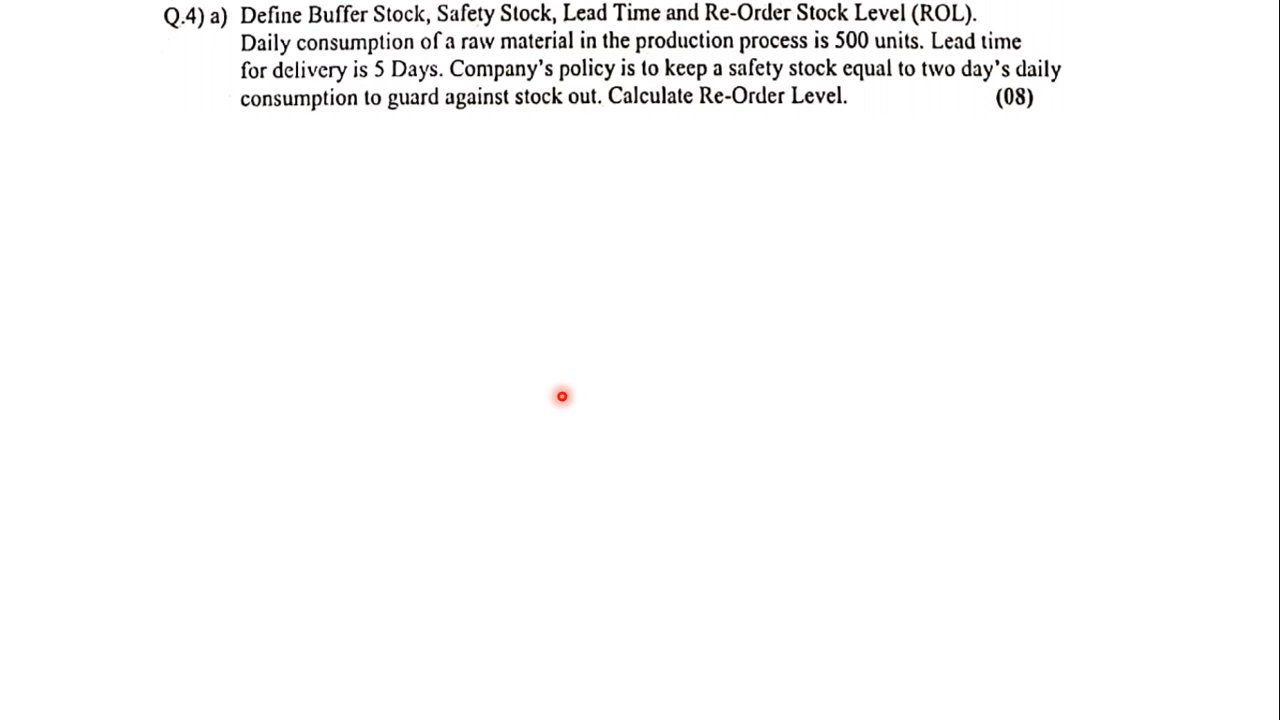 Q.4) a) Define Buffer Stock, Safety Stock, Lead Time and Re-Order Stock Level (ROL).
Daily consumption of a raw material in the production process is 500 units. Lead time
for delivery is 5 Days. Company's policy is to keep a safety stock equal to two day's daily
consumption to guard against stock out. Calculate Re-Order Level. (08)